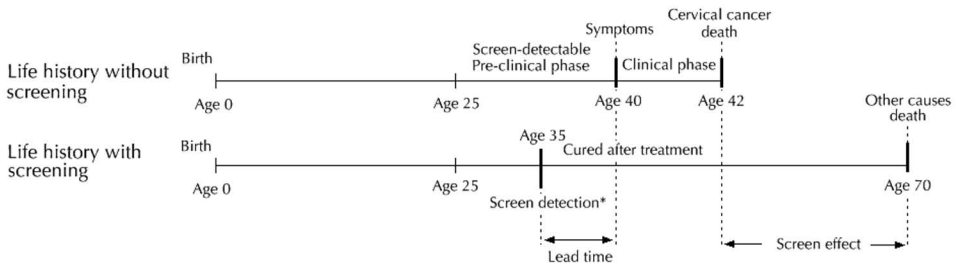 Cervical cancer
death
Symptoms
Life history without
screening
Birth
Screen-detectable
Pre-clinical phase
Clinical phase
Age 0
Age 25
Age 40
Age 42
Other causes
death
Life history with
screening
Birth
Age 35
Cured after treatment
Age 0
Age 25
Age 70
Screen detection*
Lead time
Screen effect